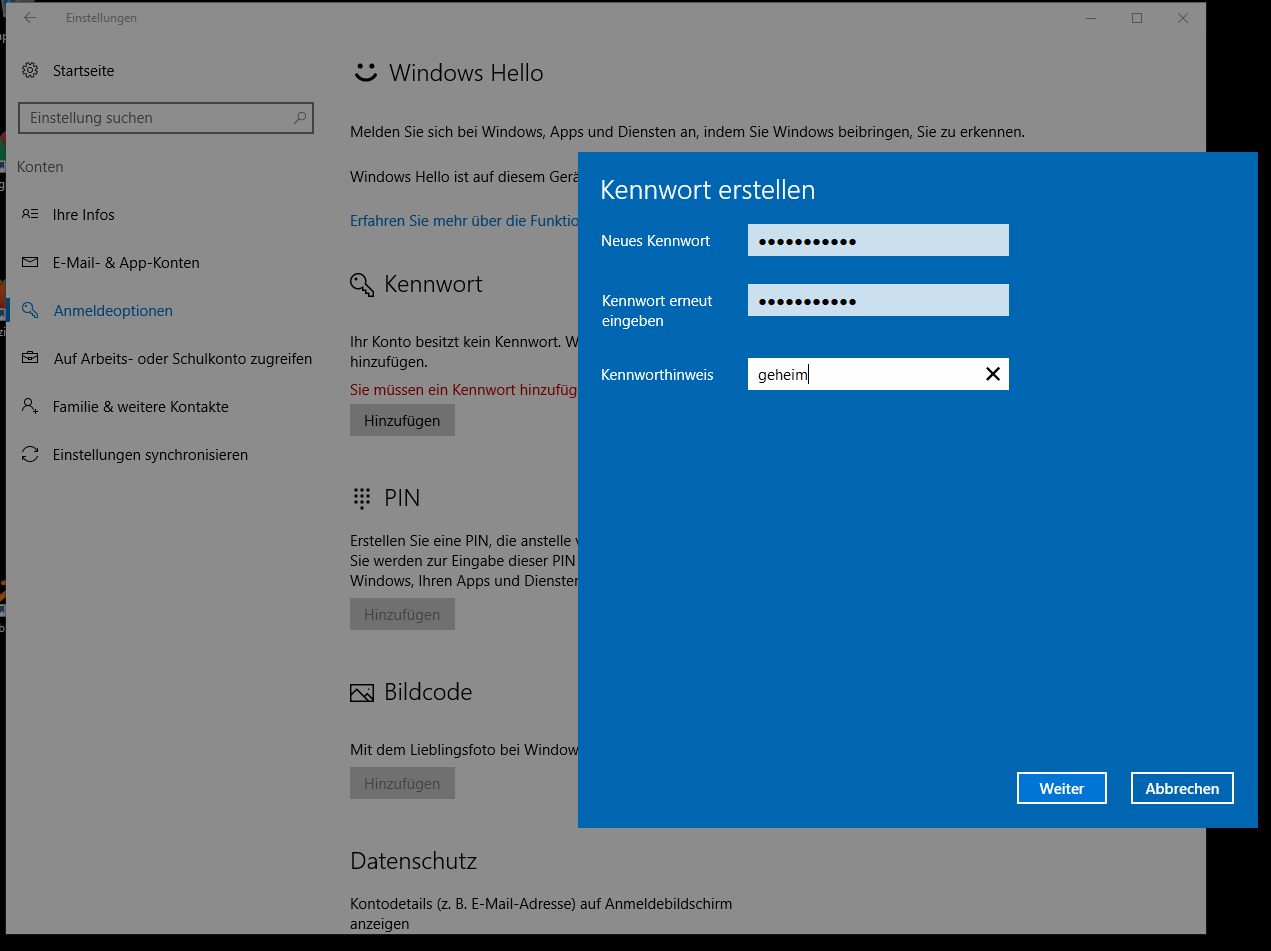 Einstellungen
Startseite
Einstellung suchen
Konten
Ihre Infos
E-Mail- & App-Konten
Anmeldeoptionen
Auf Arbeits- oder Schulkonto zugreifen
Familie & weitere Kontakte
Einstellungen synchronisieren
Windows Hello
Melden Sie sich bei Windows, Apps und Diensten an, indem Sie Windows beibringen, Sie zu erkennen.
Windows Hello ist auf diesem
Erfahren Sie mehr über die
Kennwort
Ihr Konto besitzt kein Kennwort.
hinzufügen.
Sie müssen ein Kennwort
Hinzufügen
PIN
Erstellen Sie eine PIN, die anstelle
Sie werden zur Eingabe dieser PIN
Windows, Ihren Apps und
Hinzufügen
Bildcode
Mit dem Lieblingsfoto bei
Hinzufügen
Datenschutz
Kontodetails (z. B. E-Mail-Adresse) auf Anmeldebildschirm
anzeigen
Kennwort erstellen
Neues Kennwort
●●●●●●●●●●●
Kennwort erneut
eingeben
●●●●●●●●●●●
Kennworthinweis
geheim
Weiter
Abbrechen